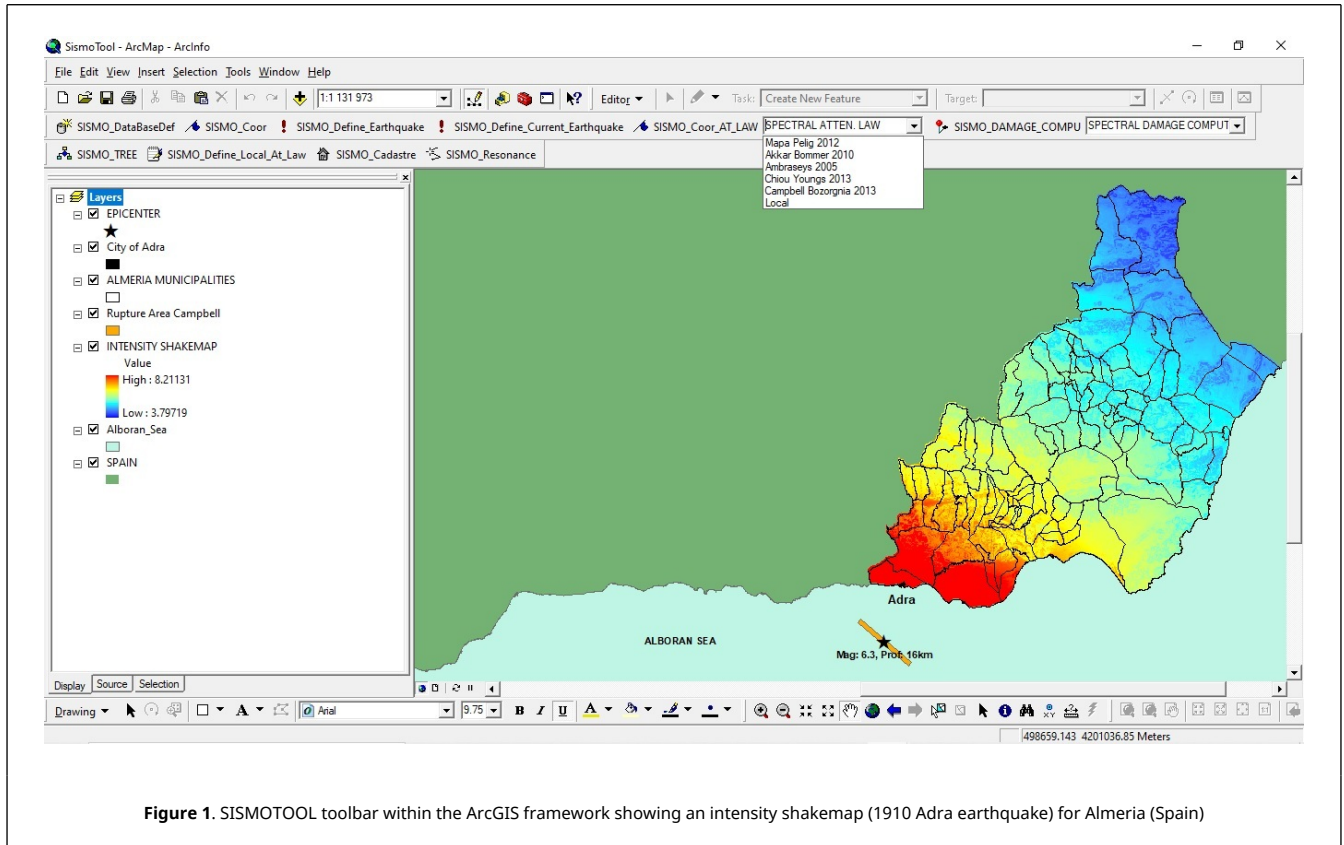 SismoTool - ArcMap - ArcInfo
File Edit View Insert Selection Tools Window Help
1:1 131 973 Editor Task: Create New Feature Target:
SISMO_DataBaseDef SISMO_Coor SISMO_Define_Earthquake SISMO_Define_Current_Earthquake SISMO_Coor_AT_LAW SPECTRAL ATTEN. LAW SISMO_DAMAGE_COMPU SPECTRAL DAMAGE COMPUT
Mapa Pelig 2012
Akkar Bommer 2010
Ambraseys 2005
Chiou Youngs 2013
Campbell Bozorgnia 2013
Local
SISMO_TREE SISMO_Define_Local_At_Law SISMO_Cadastre SISMO_Resonance
Layers
EPICENTER
City of Adra
ALMERIA MUNICIPALITIES
Rupture Area Campbell
INTENSITY SHAKEMAP
Value
High : 8.21131
Low : 3.79719
Alboran_Sea
SPAIN
Adra
ALBORAN SEA
Mag: 6.3, Prof: 16km
Display Source Selection
Drawing A Arial 9.75 B I U A
498659.143 4201036.85 Meters
Figure 1. SISMOTOOL toolbar within the ArcGIS framework showing an intensity shakemap (1910 Adra earthquake) for Almeria (Spain)